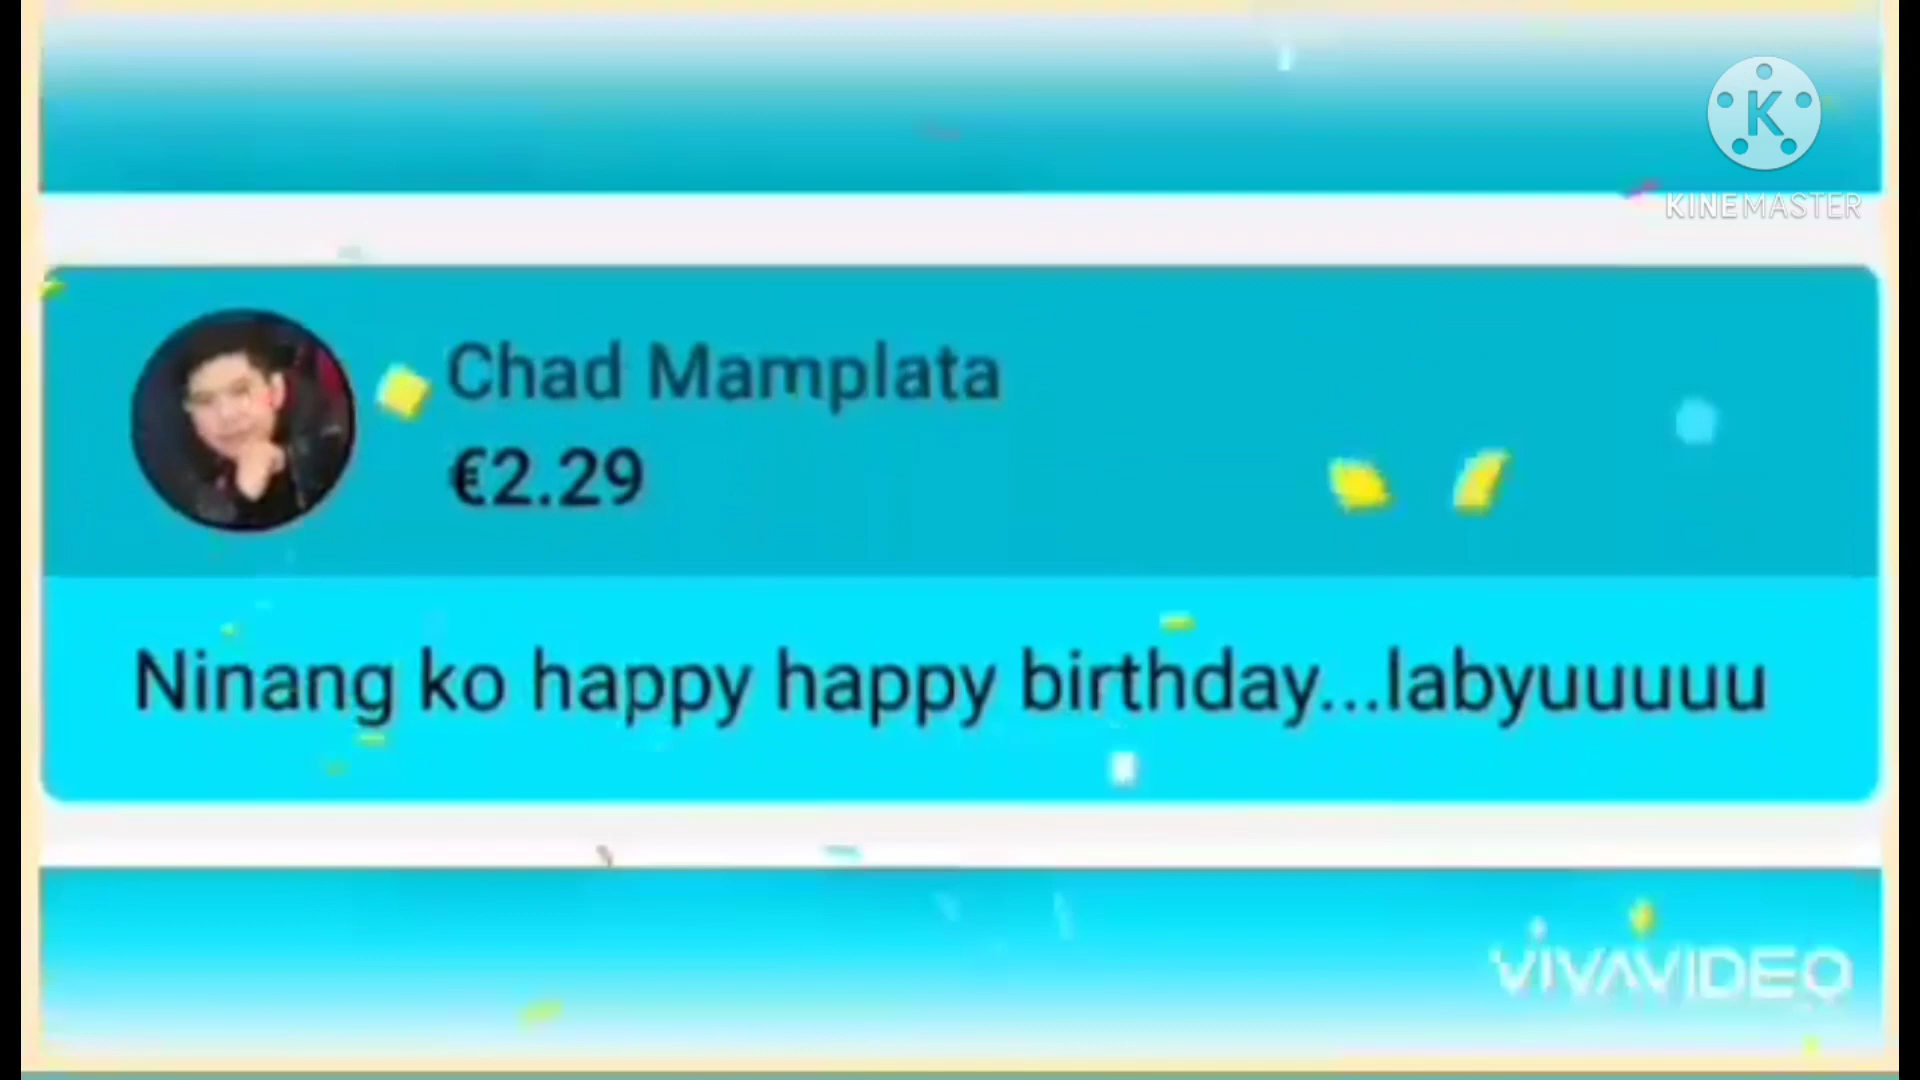 K
KINEMASTER
Chad Mamplata
€2.29
Ninang ko happy happy birthday...labyuuuuu
VIVAVIDEO